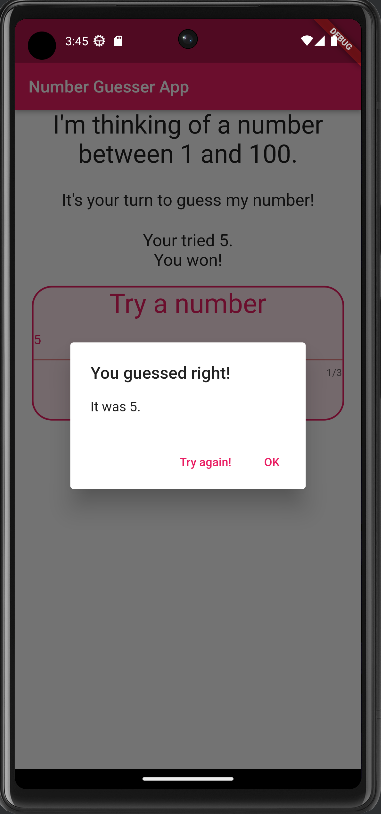 3:45
DEBUG
Number Guesser App
I'm thinking of a number
between 1 and 100.
It's your turn to guess my number!
Your tried 5.
You won!
Try a number
5
1/3
You guessed right!
It was 5.
Try again!
OK